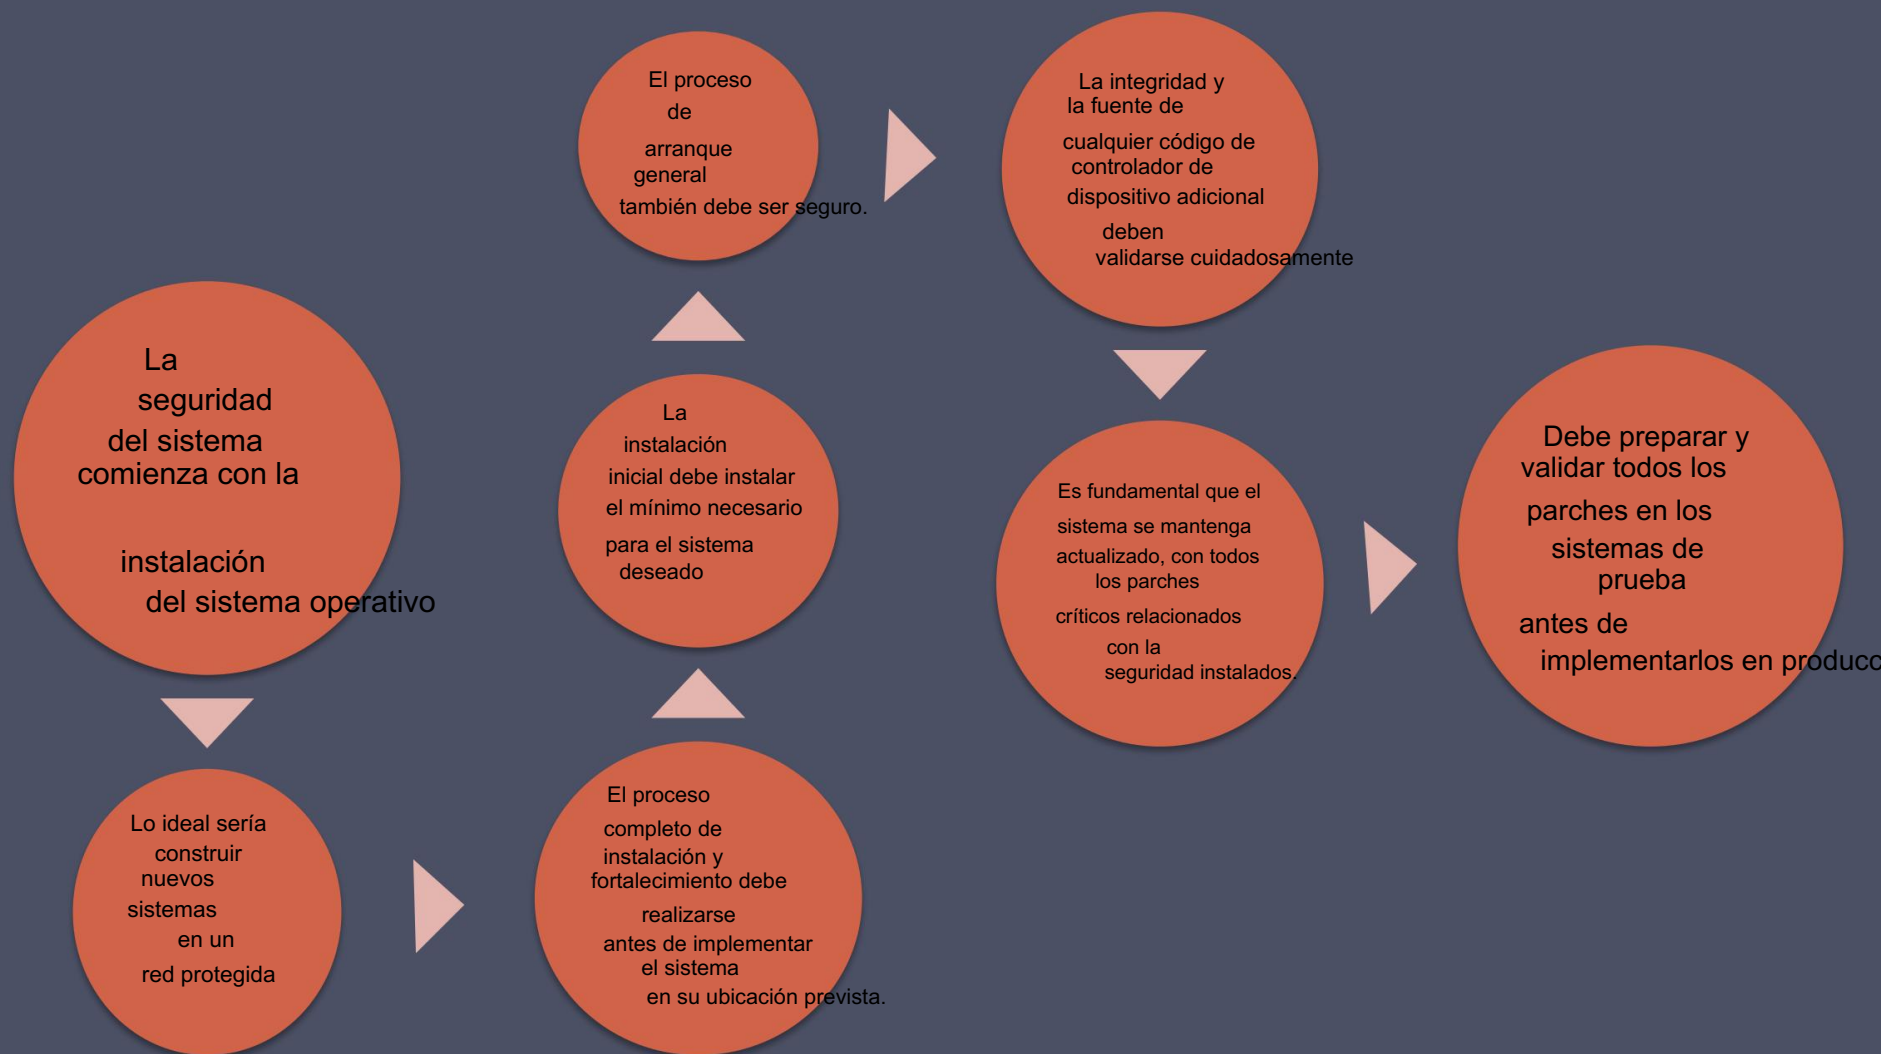 La
seguridad
del sistema
comienza con la
instalación
del sistema operativo
Lo ideal sería
construir
nuevos
sistemas
en un
red protegida
El proceso
completo de
instalación y
fortalecimiento debe
realizarse
antes de implementar
el sistema
en su ubicación prevista.
La
instalación
inicial debe instalar
el mínimo necesario
para el sistema
deseado
El proceso
de
arranque
general
también debe ser seguro.
La integridad y
la fuente de
cualquier código de
controlador de
dispositivo adicional
deben
validarse cuidadosamente
Es fundamental que el
sistema se mantenga
actualizado, con todos
los parches
críticos relacionados
con la
seguridad instalados.
Debe preparar y
validar todos los
parches en los
sistemas de
prueba
antes de
implementarlos en